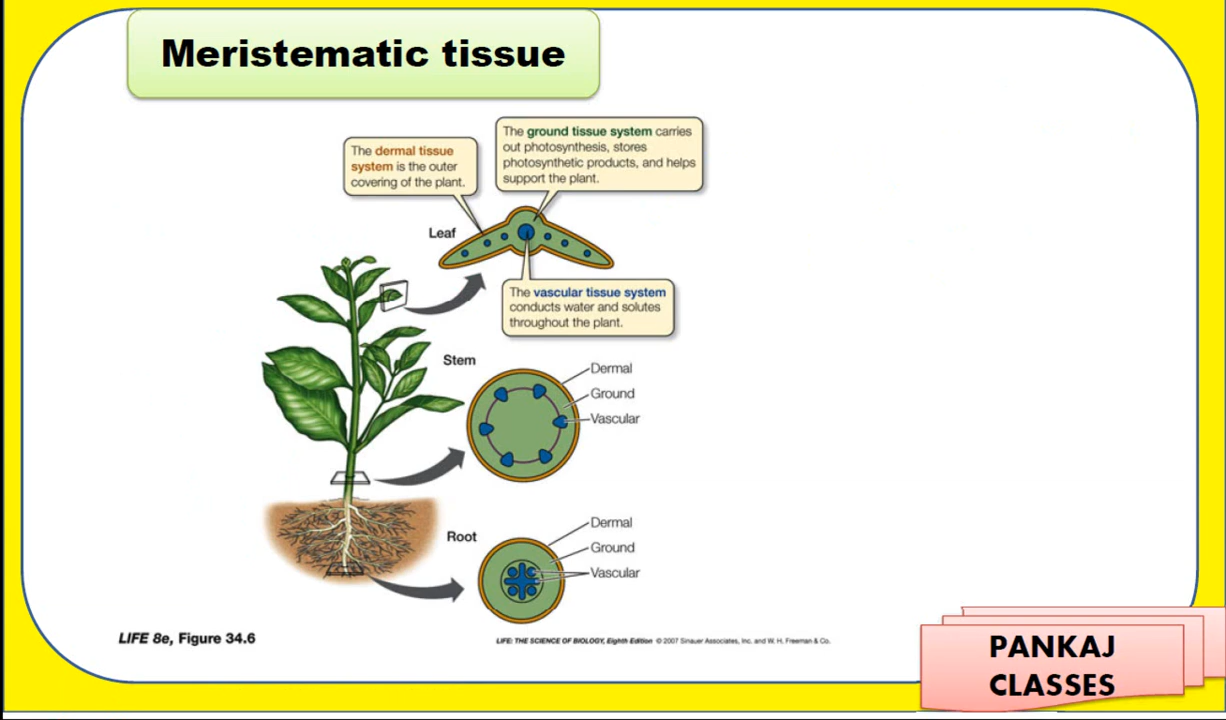 Meristematic tissue
The dermal tissue
system is the outer
covering of the plant.
The ground tissue system carries
out photosynthesis, stores
photosynthetic products, and helps
support the plant.
Leaf
The vascular tissue system
conducts water and solutes
throughout the plant.
Stem
Dermal
Ground
Vascular
Root
Dermal
Ground
Vascular
LIFE 8e, Figure 34.6
LIFE: THE SCIENCE OF BIOLOGY, Eighth Edition © 2007 Sinauer Associates, Inc. and W. H. Freeman & Co.
PANKAJ
CLASSES